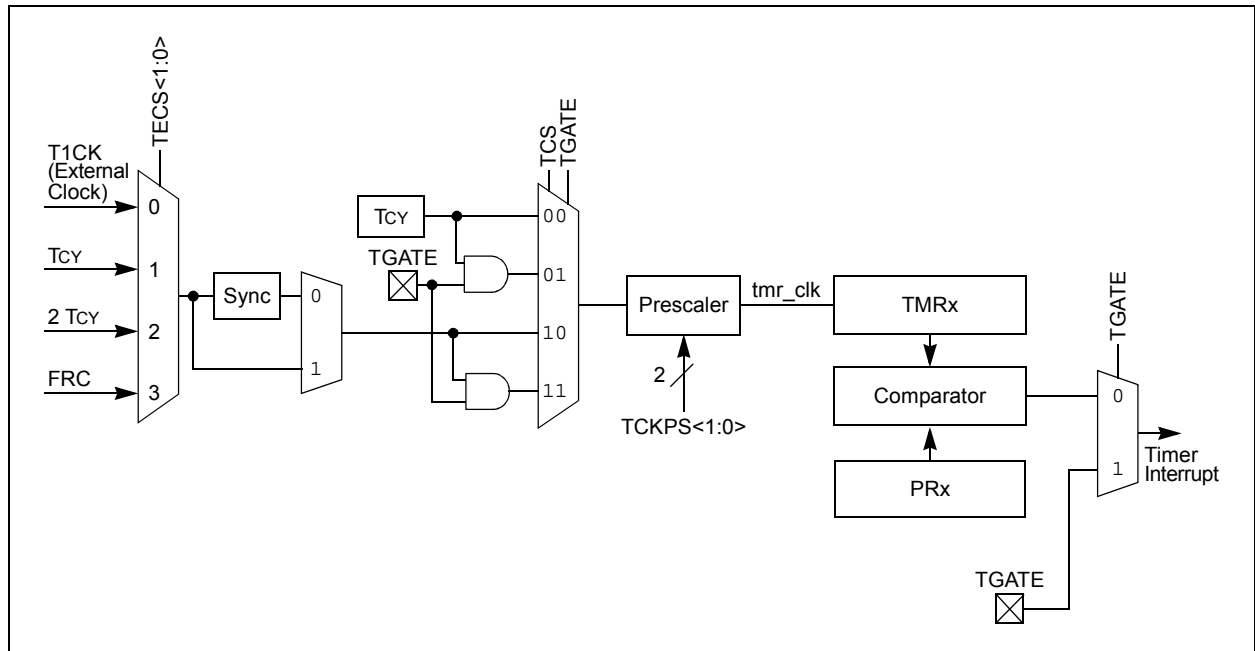 TECS<1:0>
T1CK
(External
Clock)
0
TCY
1
2 TCY
2
FRC
3
Sync
0
1
TCS
TGATE
TCY
00
TGATE
01
10
11
Prescaler
2
TCKPS<1:0>
tmr_clk
TMRx
Comparator
PRx
TGATE
0
1
Timer
Interrupt
TGATE